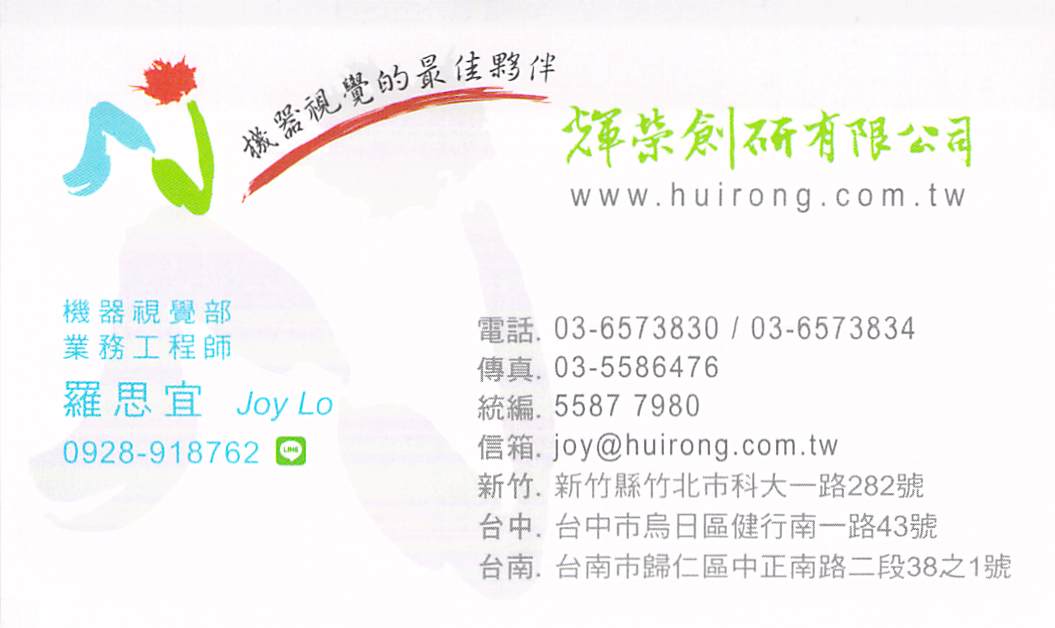 機器視覺的最佳夥伴
輝榮創研有限公司
www.huirong.com.tw
機器視覺部
業務工程師
羅思宜 Joy Lo
0928-918762 LINE
電話. 03-6573830 / 03-6573834
傳真. 03-5586476
統編. 5587 7980
信箱. joy@huirong.com.tw
新竹. 新竹縣竹北市科大一路282號
台中. 台中市烏日區健行南一路43號
台南. 台南市歸仁區中正南路二段38之1號